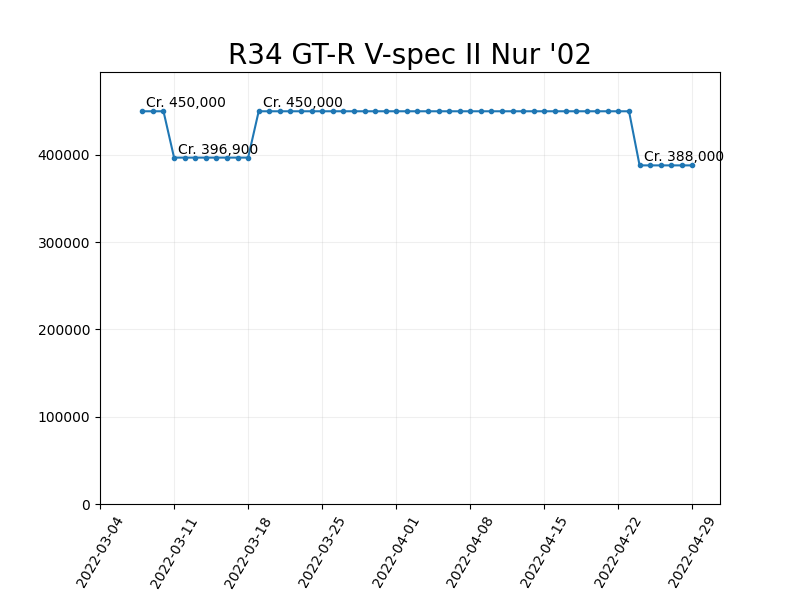 R34 GT-R V-spec II Nur '02
Cr. 450,000
Cr. 450,000
Cr. 396,900
Cr. 388,000
400000
300000
200000
100000
0
2022-03-04
2022-03-11
2022-03-18
2022-03-25
2022-04-01
2022-04-08
2022-04-15
2022-04-22
2022-04-29